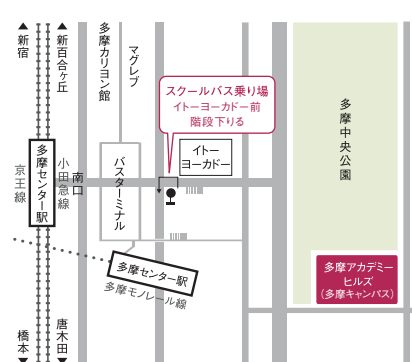 ▲新宿
▲新百合ヶ丘
多摩カリヨン館
マグレブ
スクールバス乗り場
イトーヨーカドー前
階段下りる
イトー
ヨーカドー
多摩中央公園
京王線
多摩センター駅
小田急線
南口
バスターミナル
多摩センター駅
多摩モノレール線
多摩アカデミー
ヒルズ
(多摩キャンパス)
橋本▼
唐木田▼